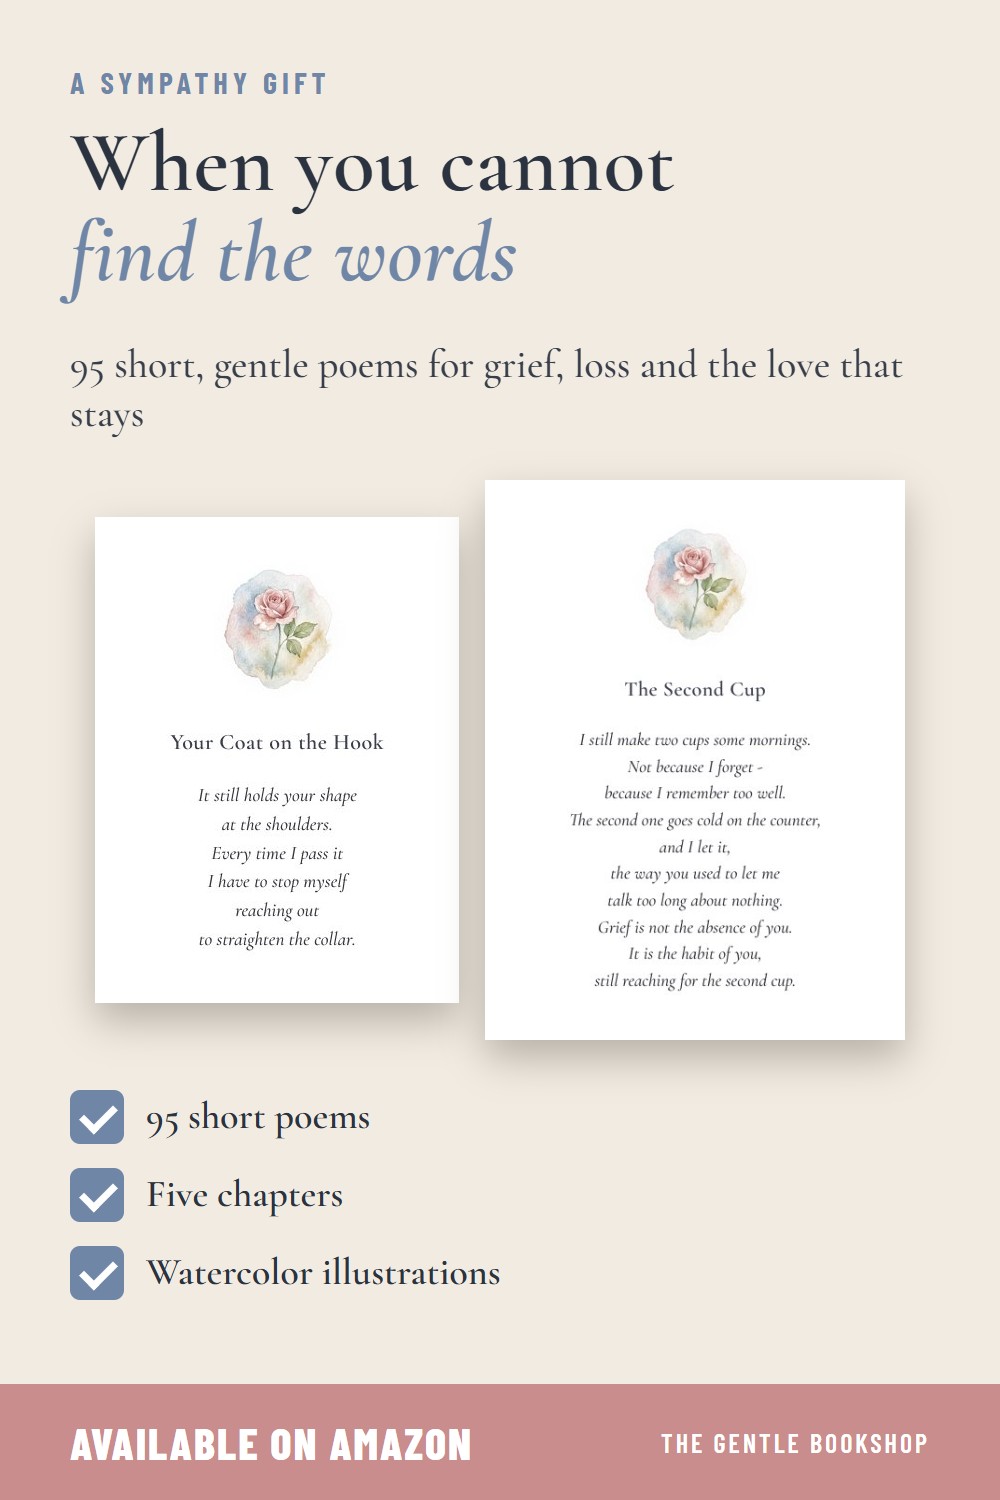 A SYMPATHY GIFT
When you cannot
find the words
95 short, gentle poems for grief, loss and the love that
stays
Your Coat on the Hook
It still holds your shape
at the shoulders.
Every time I pass it
I have to stop myself
reaching out
to straighten the collar.
The Second Cup
I still make two cups some mornings.
Not because I forget -
because I remember too well.
The second one goes cold on the counter,
and I let it,
the way you used to let me
talk too long about nothing.
Grief is not the absence of you.
It is the habit of you,
still reaching for the second cup.
95 short poems
Five chapters
Watercolor illustrations
AVAILABLE ON AMAZON
THE GENTLE BOOKSHOP